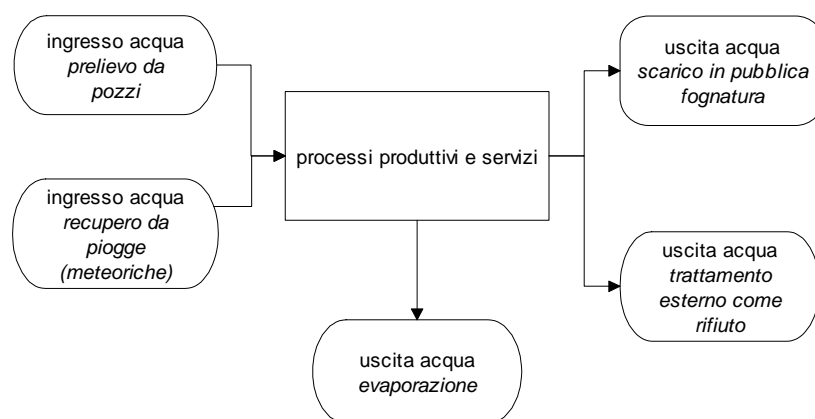 ingresso acqua
prelievo da
pozzi
ingresso acqua
recupero da
piogge
(meteoriche)
processi produttivi e servizi
uscita acqua
scarico in pubblica
fognatura
uscita acqua
trattamento
esterno come
rifiuto
uscita acqua
evaporazione